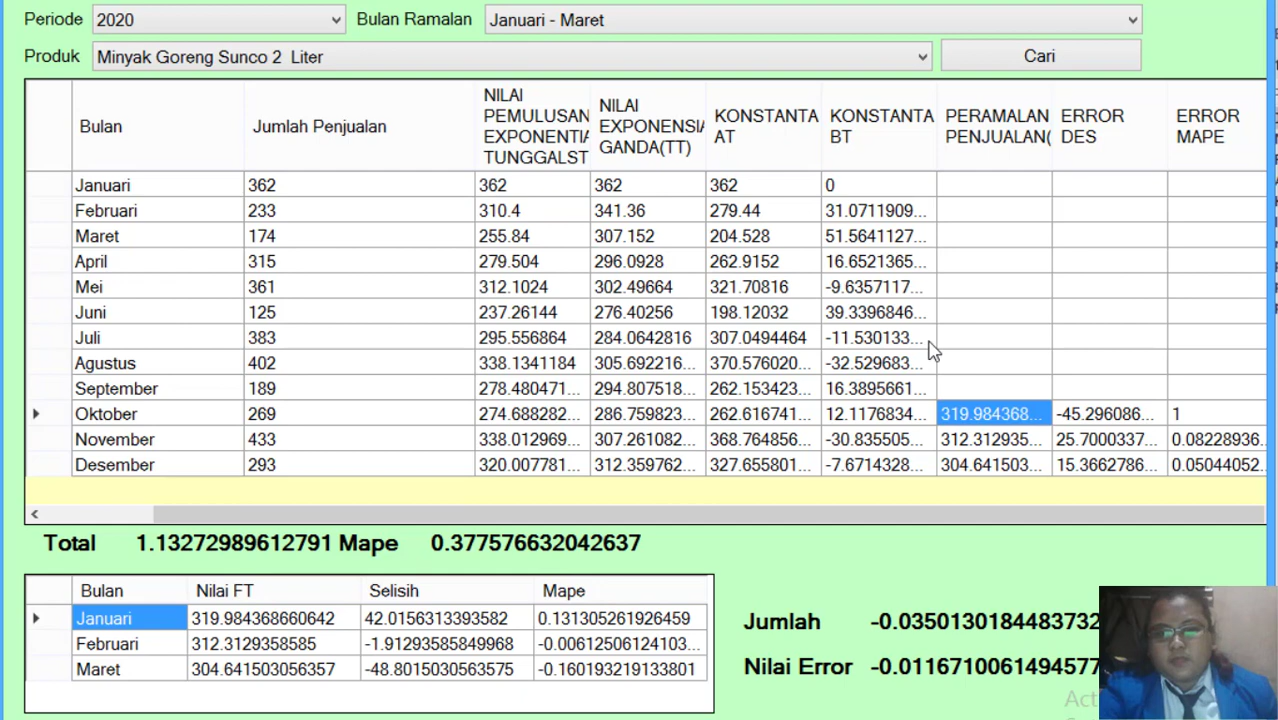 Periode 2020 Bulan Ramalan Januari - Maret
Produk Minyak Goreng Sunco 2 Liter Cari
Bulan Jumlah Penjualan NILAI PEMULUSAN EXPONENTIA TUNGGALST NILAI EXPONENSIA GANDA(TT) KONSTANTA AT KONSTANTA BT PERAMALAN PENJUALAN( ERROR DES ERROR MAPE
Januari 362 362 362 362 0
Februari 233 310.4 341.36 279.44 31.0711909...
Maret 174 255.84 307.152 204.528 51.5641127...
April 315 279.504 296.0928 262.9152 16.6521365...
Mei 361 312.1024 302.49664 321.70816 -9.6357117...
Juni 125 237.26144 276.40256 198.12032 39.3396846...
Juli 383 295.556864 284.0642816 307.0494464 -11.530133...
Agustus 402 338.1341184 305.692216... 370.576020... -32.529683...
September 189 278.480471... 294.807518... 262.153423... 16.3895661...
Oktober 269 274.688282... 286.759823... 262.616741... 12.1176834... 319.984368... -45.296086... 1
November 433 338.012969... 307.261082... 368.764856... -30.835505... 312.312935... 25.7000337... 0.08228936...
Desember 293 320.007781... 312.359762... 327.655801... -7.6714328... 304.641503... 15.3662786... 0.05044052...
Total 1.13272989612791 Mape 0.377576632042637
Bulan Nilai FT Selisih Mape
Januari 319.984368660642 42.0156313393582 0.131305261926459
Februari 312.3129358585 -1.91293585849968 -0.00612506124103...
Maret 304.641503056357 -48.8015030563575 -0.160193219133801
Jumlah -0.0350130184483732
Nilai Error -0.0116710061494577